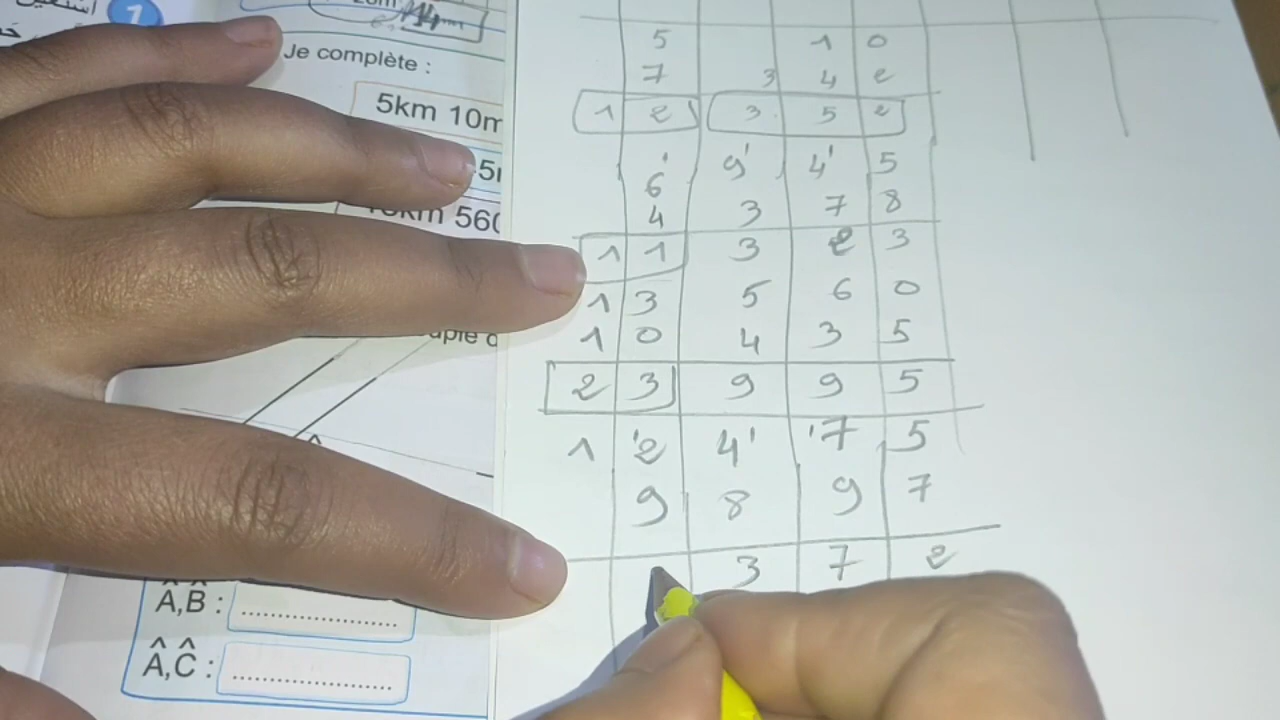 1
Je complète :
5km 10m
560
Â,B̂ : ....................
Â,Ĉ : ....................
5 1 0
7 3 4 2
1 2 3 5 2
6 9 4 5
4 3 7 8
1 1 3 2 3
1 3 5 6 0
1 0 4 3 5
2 3 9 9 5
1 2 4 7 5
9 8 9 7
3 7 2